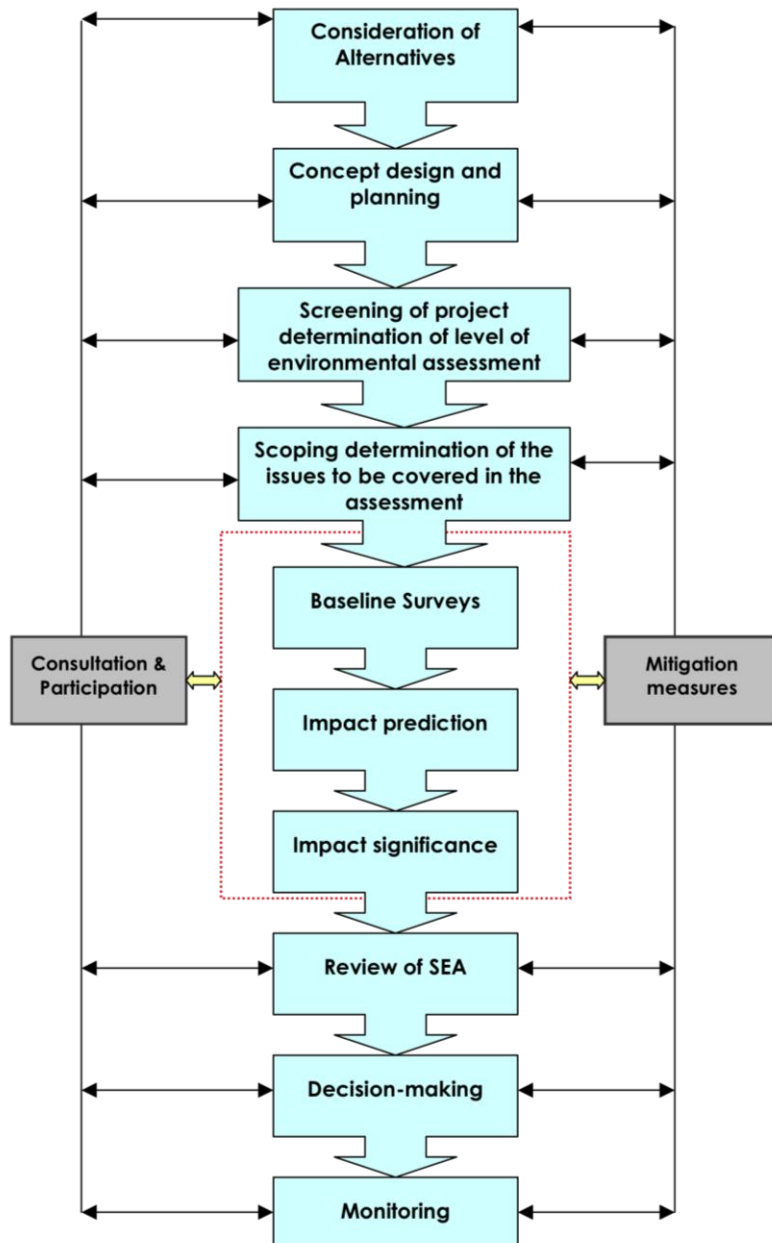 Consideration of
Alternatives
Concept design and
planning
Screening of project
determination of level of
environmental assessment
Scoping determination of the
issues to be covered in the
assessment
Baseline Surveys
Consultation &
Participation
Mitigation
measures
Impact prediction
Impact significance
Review of SEA
Decision-making
Monitoring